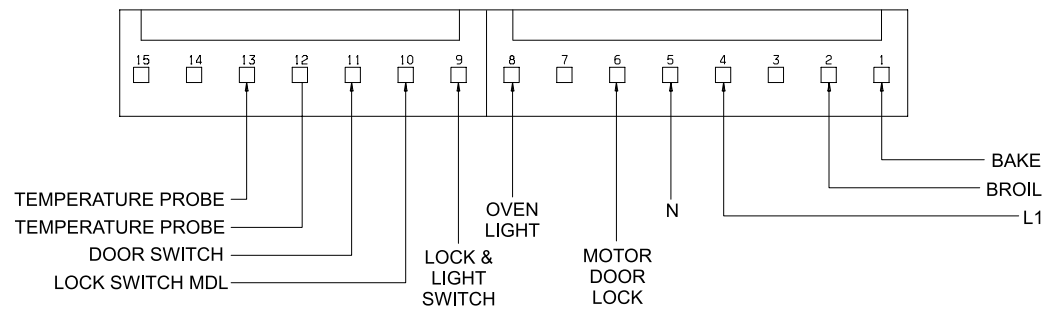 15 14 13 12 11 10 9 8 7 6 5 4 3 2 1
BAKE
BROIL
L1
TEMPERATURE PROBE
TEMPERATURE PROBE
DOOR SWITCH
LOCK SWITCH MDL
LOCK &
LIGHT
SWITCH
OVEN
LIGHT
MOTOR
DOOR
LOCK
N